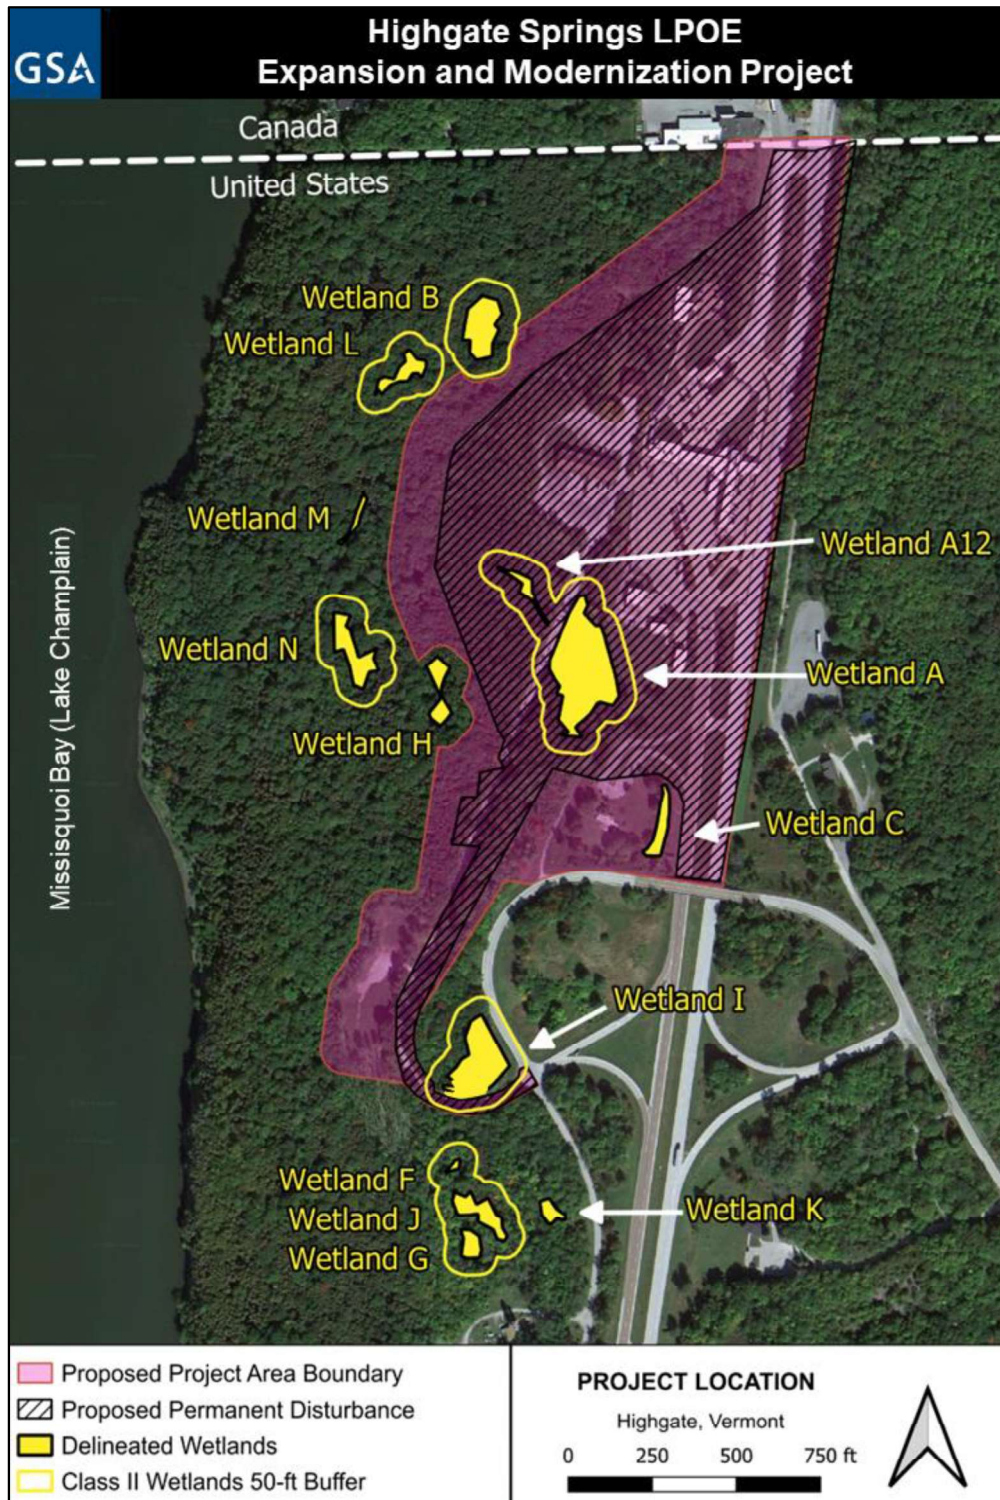 GSA
Highgate Springs LPOE
Expansion and Modernization Project
Canada
United States
Wetland B
Wetland L
Wetland M
Wetland A12
Wetland N
Wetland A
Wetland H
Wetland C
Missisquoi Bay (Lake Champlain)
Wetland I
Wetland F
Wetland J
Wetland K
Wetland G
Proposed Project Area Boundary
Proposed Permanent Disturbance
Delineated Wetlands
Class II Wetlands 50-ft Buffer
PROJECT LOCATION
Highgate, Vermont
0 250 500 750 ft